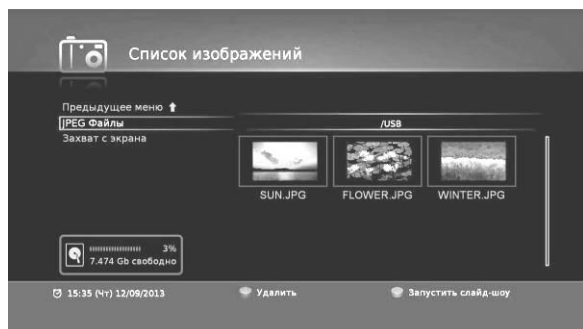 Список изображений
Предыдущее меню
JPEG Файлы
/USB
Захват с экрана
SUN.JPG FLOWER.JPG WINTER.JPG
3%
7.474 Gb свободно
15:35 (Чт) 12/09/2013 Удалить Запустить слайд-шоу